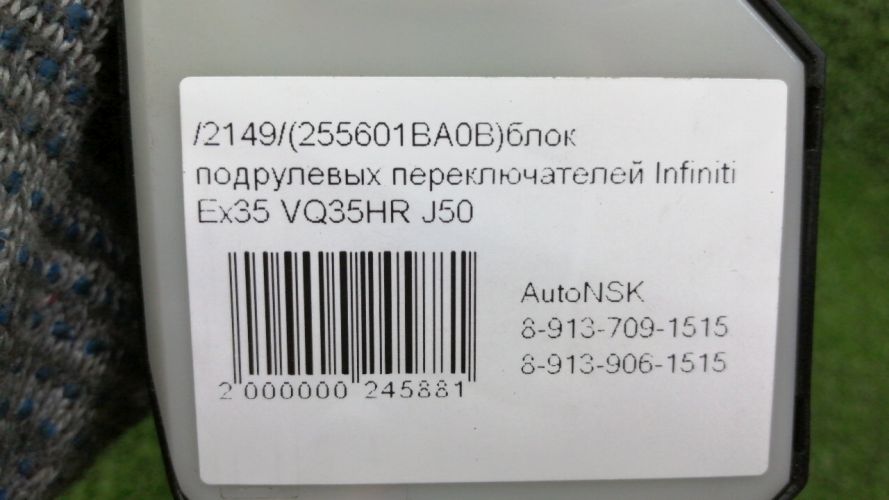 /2149/(255601BA0B)блок
подрулевых переключателей Infiniti
Ex35 VQ35HR J50
AutoNSK
8-913-709-1515
8-913-906-1515
2 000000 245881